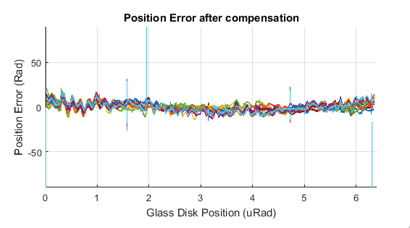 Position Error after compensation
Position Error (Rad)
50
0
-50
0 1 2 3 4 5 6
Glass Disk Position (uRad)